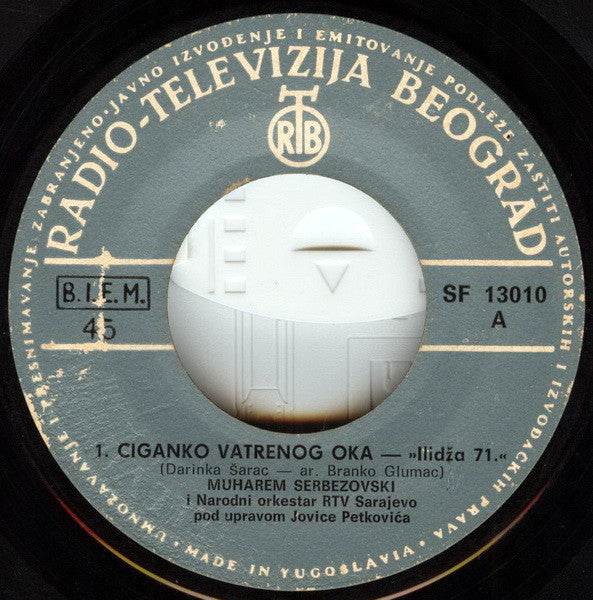 UMNOŽAVANJE I PRESNIMAVANJE ZABRANJENO·JAVNO IZVOĐENJE I EMITOVANJE PODLEŽE ZAŠTITI AUTORSKIH I IZVOĐAČKIH PRAVA·
RADIO-TELEVIZIJA BEOGRAD
RTB
B.I.E.M.
45
SF 13010
A
1. CIGANKO VATRENOG OKA — »Ilidža 71.«
(Darinka Šarac — ar. Branko Glumac)
MUHAREM SERBEZOVSKI
i Narodni orkestar RTV Sarajevo
pod upravom Jovice Petkovića
MADE IN YUGOSLAVIA·